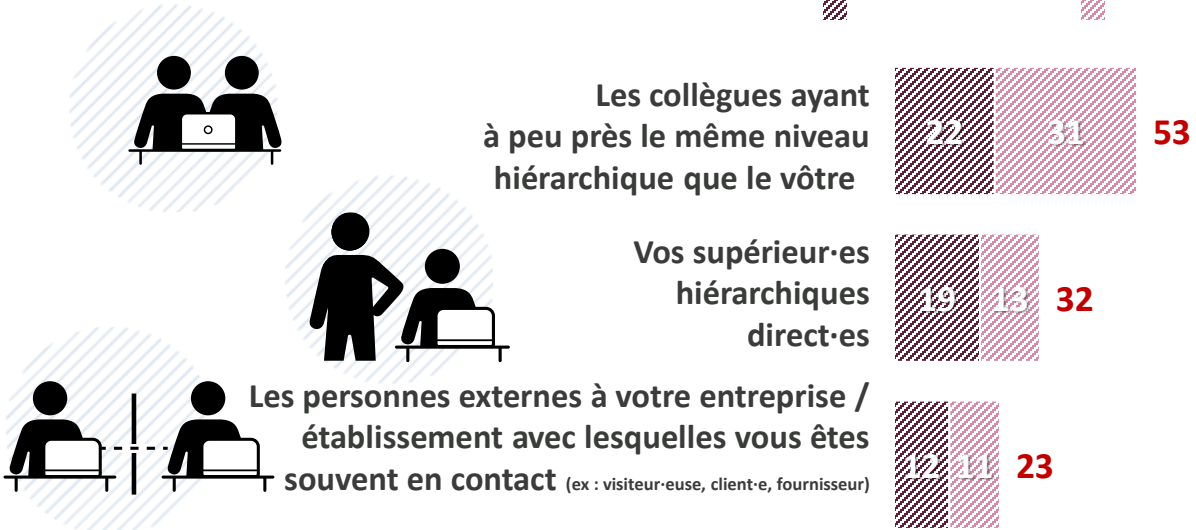 Les collègues ayant
à peu près le même niveau
hiérarchique que le vôtre
22 31 53
Vos supérieur·es
hiérarchiques
direct·es
19 13 32
Les personnes externes à votre entreprise /
établissement avec lesquelles vous êtes
souvent en contact (ex : visiteur·euse, client·e, fournisseur)
12 11 23